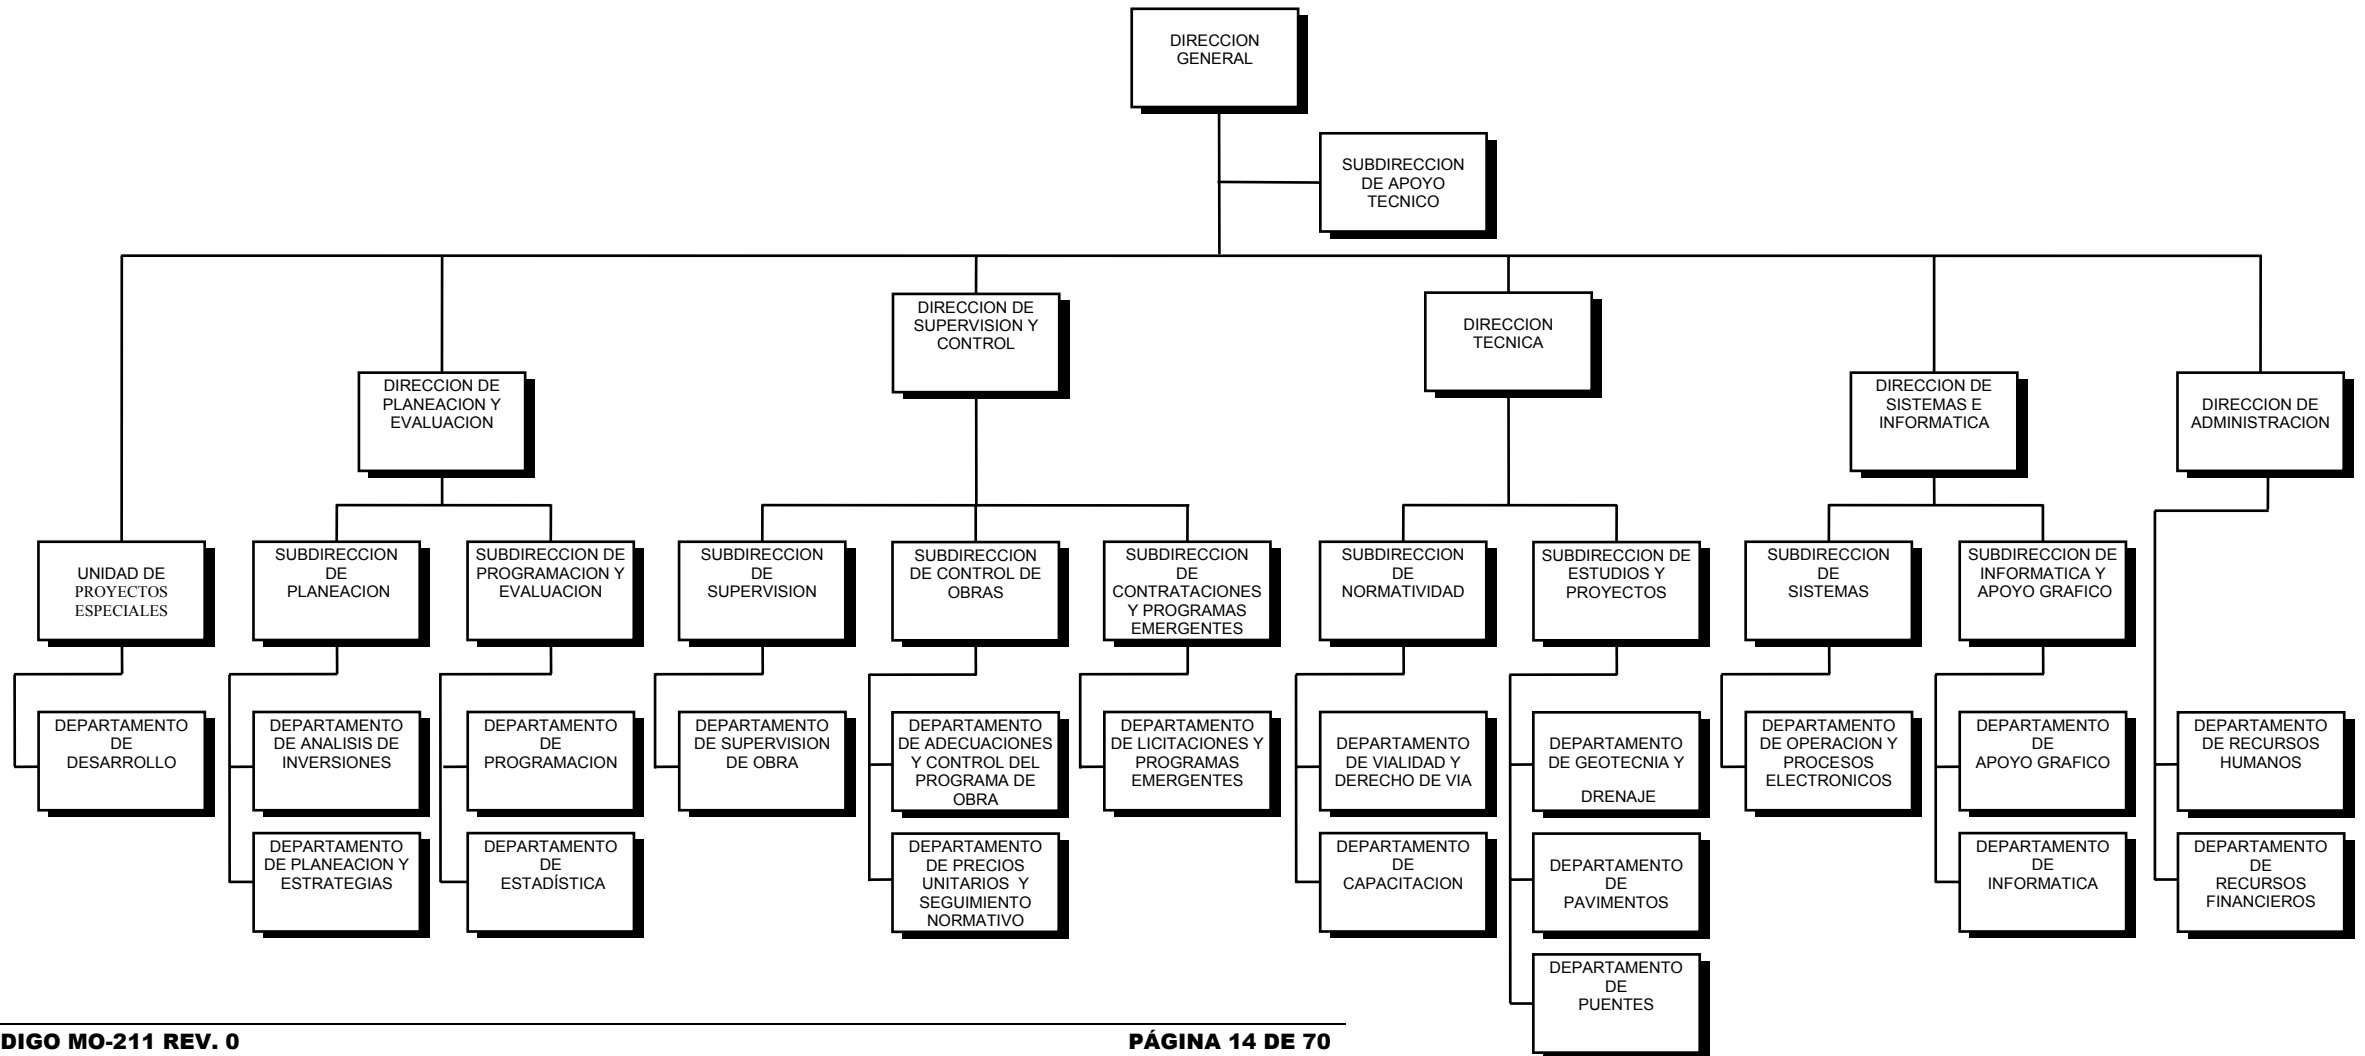 DIRECCION
GENERAL
SUBDIRECCION
DE APOYO
TECNICO
DIRECCION DE
SUPERVISION Y
CONTROL
DIRECCION
TECNICA
DIRECCION DE
PLANEACION Y
EVALUACION
DIRECCION DE
SISTEMAS E
INFORMATICA
DIRECCION DE
ADMINISTRACION
UNIDAD DE
PROYECTOS
ESPECIALES
SUBDIRECCION
DE
PLANEACION
SUBDIRECCION DE
PROGRAMACION Y
EVALUACION
SUBDIRECCION
DE
SUPERVISION
SUBDIRECCION
DE CONTROL DE
OBRAS
SUBDIRECCION
DE
CONTRATACIONES
Y PROGRAMAS
EMERGENTES
SUBDIRECCION
DE
NORMATIVIDAD
SUBDIRECCION DE
ESTUDIOS Y
PROYECTOS
SUBDIRECCION
DE
SISTEMAS
SUBDIRECCION DE
INFORMATICA Y
APOYO GRAFICO
DEPARTAMENTO
DE
DESARROLLO
DEPARTAMENTO
DE ANALISIS DE
INVERSIONES
DEPARTAMENTO
DE
PROGRAMACION
DEPARTAMENTO
DE SUPERVISION
DE OBRA
DEPARTAMENTO
DE ADECUACIONES
Y CONTROL DEL
PROGRAMA DE
OBRA
DEPARTAMENTO
DE LICITACIONES Y
PROGRAMAS
EMERGENTES
DEPARTAMENTO
DE VIALIDAD Y
DERECHO DE VIA
DEPARTAMENTO
DE GEOTECNIA Y
DRENAJE
DEPARTAMENTO
DE OPERACION Y
PROCESOS
ELECTRONICOS
DEPARTAMENTO
DE
APOYO GRAFICO
DEPARTAMENTO
DE RECURSOS
HUMANOS
DEPARTAMENTO
DE PLANEACION Y
ESTRATEGIAS
DEPARTAMENTO
DE
ESTADÍSTICA
DEPARTAMENTO
DE PRECIOS
UNITARIOS Y
SEGUIMIENTO
NORMATIVO
DEPARTAMENTO
DE
CAPACITACION
DEPARTAMENTO
DE
PAVIMENTOS
DEPARTAMENTO
DE
INFORMATICA
DEPARTAMENTO
DE
RECURSOS
FINANCIEROS
DEPARTAMENTO
DE
PUENTES
DIGO MO-211 REV. 0
PÁGINA 14 DE 70